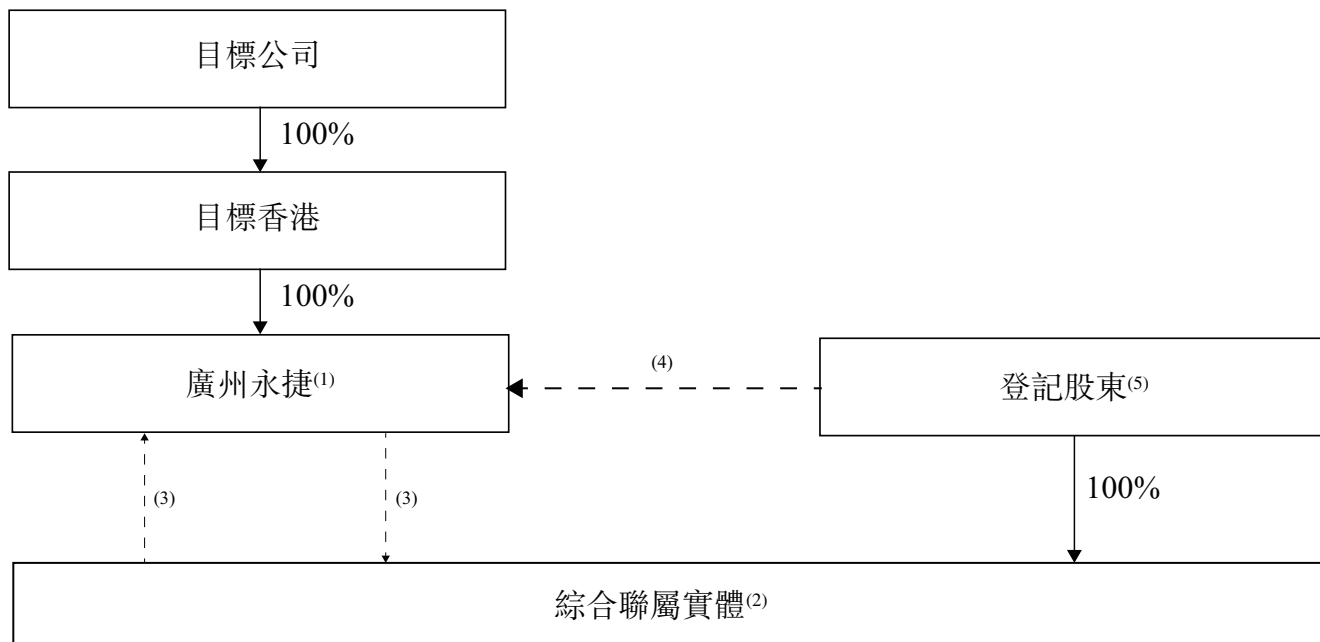 目標公司
100%
目標香港
100%
廣州永捷(1)
(4)
登記股東(5)
(3)
(3)
100%
綜合聯屬實體(2)